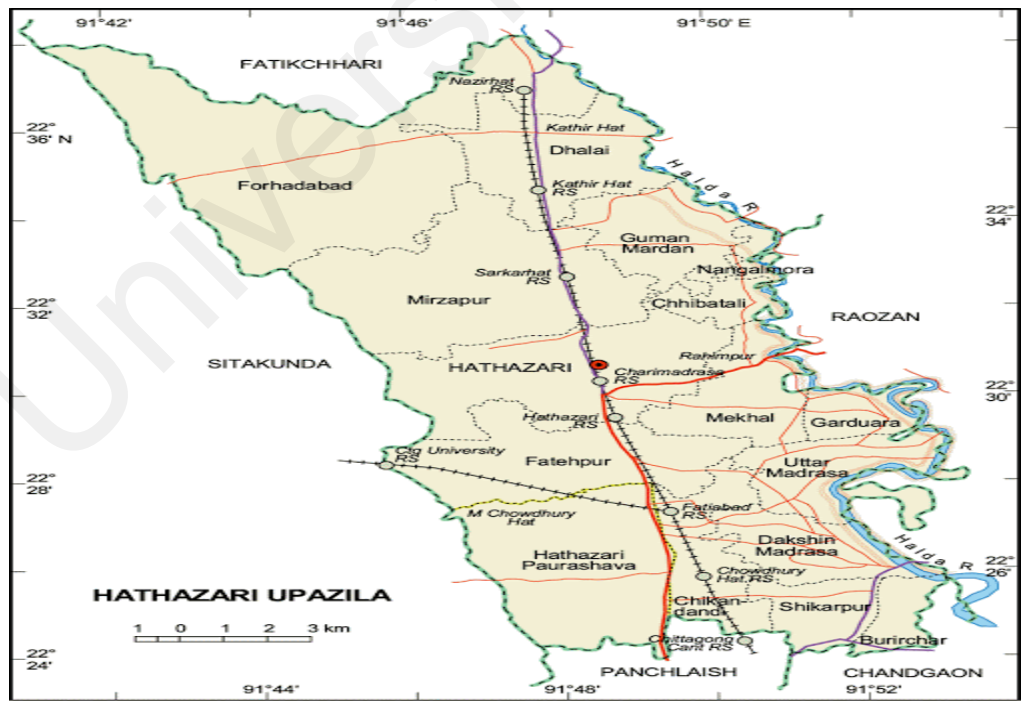 91°42'
91°46'
91°50' E
FATIKCHHARI
Nazirhat
RS
22°
36' N
Kathir Hat
Dhalai
Halda R
Forhadabad
Kathir Hat
RS
22°
34'
Guman
Mardan
Nangalmora
Sarkarhat
RS
Mirzapur
Chhibatali
22°
32'
RAOZAN
SITAKUNDA
HATHAZARI
Rahimpur
Charimadrasa
RS
22°
30'
Hathazari
RS
Mekhal
Garduara
Ctg University
RS
Fatehpur
Uttar
Madrasa
22°
28'
M Chowdhury
Hat
Fatiabad
RS.
Dakshin
Madrasa
Halda R
Hathazari
Paurashava
22°
26'
Chowdhury
Hat RS
HATHAZARI UPAZILA
Chikan-
dandi
Shikarpur
1 0 1 2 3 km
Chittagong
Cant RS
Burirchar
22°
24'
PANCHLAISH
CHANDGAON
91°44'
91°48'
91°52'
Universi